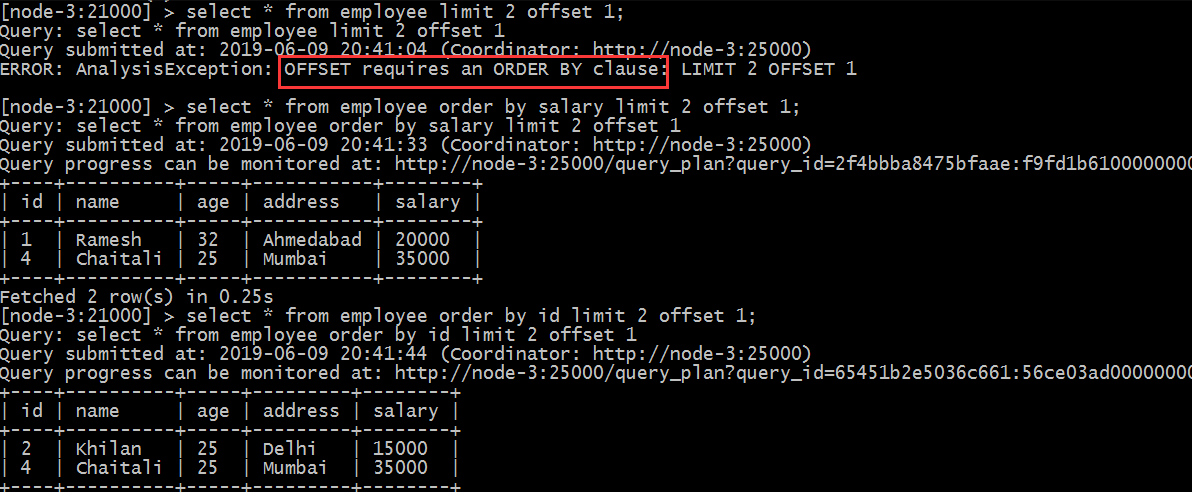 [node-3:21000] > select * from employee limit 2 offset 1;
Query: select * from employee limit 2 offset 1
Query submitted at: 2019-06-09 20:41:04 (Coordinator: http://node-3:25000)
ERROR: AnalysisException: OFFSET requires an ORDER BY clause: LIMIT 2 OFFSET 1
[node-3:21000] > select * from employee order by salary limit 2 offset 1;
Query: select * from employee order by salary limit 2 offset 1
Query submitted at: 2019-06-09 20:41:33 (Coordinator: http://node-3:25000)
Query progress can be monitored at: http://node-3:25000/query_plan?query_id=2f4bbba8475bfaae:f9fd1b6100000000
+----+----------+-----+-----------+--------+
| id | name     | age | address   | salary |
+----+----------+-----+-----------+--------+
| 1  | Ramesh   | 32  | Ahmedabad | 20000  |
| 4  | Chaitali | 25  | Mumbai    | 35000  |
+----+----------+-----+-----------+--------+
Fetched 2 row(s) in 0.25s
[node-3:21000] > select * from employee order by id limit 2 offset 1;
Query: select * from employee order by id limit 2 offset 1
Query submitted at: 2019-06-09 20:41:44 (Coordinator: http://node-3:25000)
Query progress can be monitored at: http://node-3:25000/query_plan?query_id=65451b2e5036c661:56ce03ad00000000
+----+----------+-----+---------+--------+
| id | name     | age | address | salary |
+----+----------+-----+---------+--------+
| 2  | Khilan   | 25  | Delhi   | 15000  |
| 4  | Chaitali | 25  | Mumbai  | 35000  |
+----+----------+-----+---------+--------+